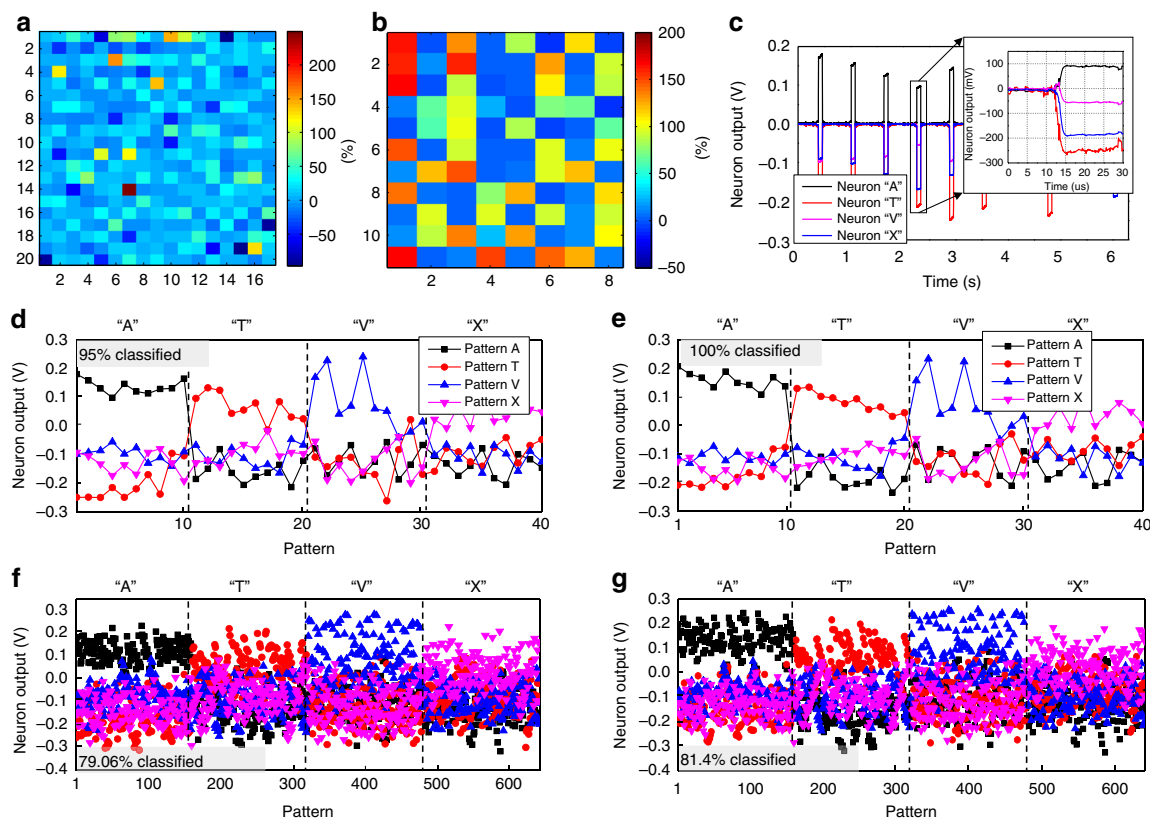 a
2
4
6
8
10
12
14
16
18
20
2 4 6 8 10 12 14 16
200
150
100
50
0
−50
(%)
b
2
4
6
8
10
2 4 6 8
200
150
100
50
0
−50
(%)
c
Neuron output (V)
0.2
0.1
0.0
−0.1
−0.2
−0.3
0 1 2 3 4 5 6
Time (s)
Neuron "A"
Neuron "T"
Neuron "V"
Neuron "X"
Neuron output (mV)
100
0
−100
−200
−300
0 5 10 15 20 25 30
Time (us)
d
"A" "T" "V" "X"
95% classified
Pattern A
Pattern T
Pattern V
Pattern X
Neuron output (V)
0.3
0.2
0.1
0.0
−0.1
−0.2
−0.3
10 20 30 40
Pattern
e
"A" "T" "V" "X"
100% classified
Pattern A
Pattern T
Pattern V
Pattern X
Neuron output (V)
0.3
0.2
0.1
0.0
−0.1
−0.2
−0.3
1 10 20 30 40
Pattern
f
"A" "T" "V" "X"
Neuron output (V)
0.3
0.2
0.1
0.0
−0.1
−0.2
−0.3
−0.4
79.06% classified
1 100 200 300 400 500 600
Pattern
g
"A" "T" "V" "X"
Neuron output (V)
0.3
0.2
0.1
0.0
−0.1
−0.2
−0.3
−0.4
81.4% classified
1 100 200 300 400 500 600
Pattern